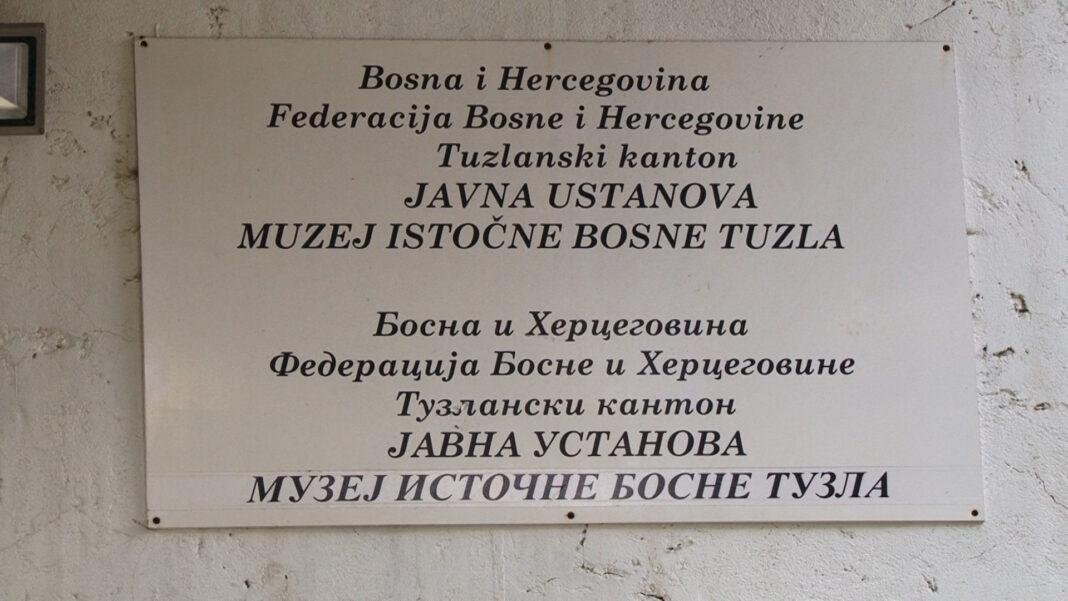 Bosna i Hercegovina
Federacija Bosne i Hercegovine
Tuzlanski kanton
JAVNA USTANOVA
MUZEJ ISTOČNE BOSNE TUZLA
Босна и Херцеговина
Федерација Босне и Херцеговине
Тузлански кантон
ЈАВНА УСТАНОВА
МУЗЕЈ ИСТОЧНЕ БОСНЕ ТУЗЛА